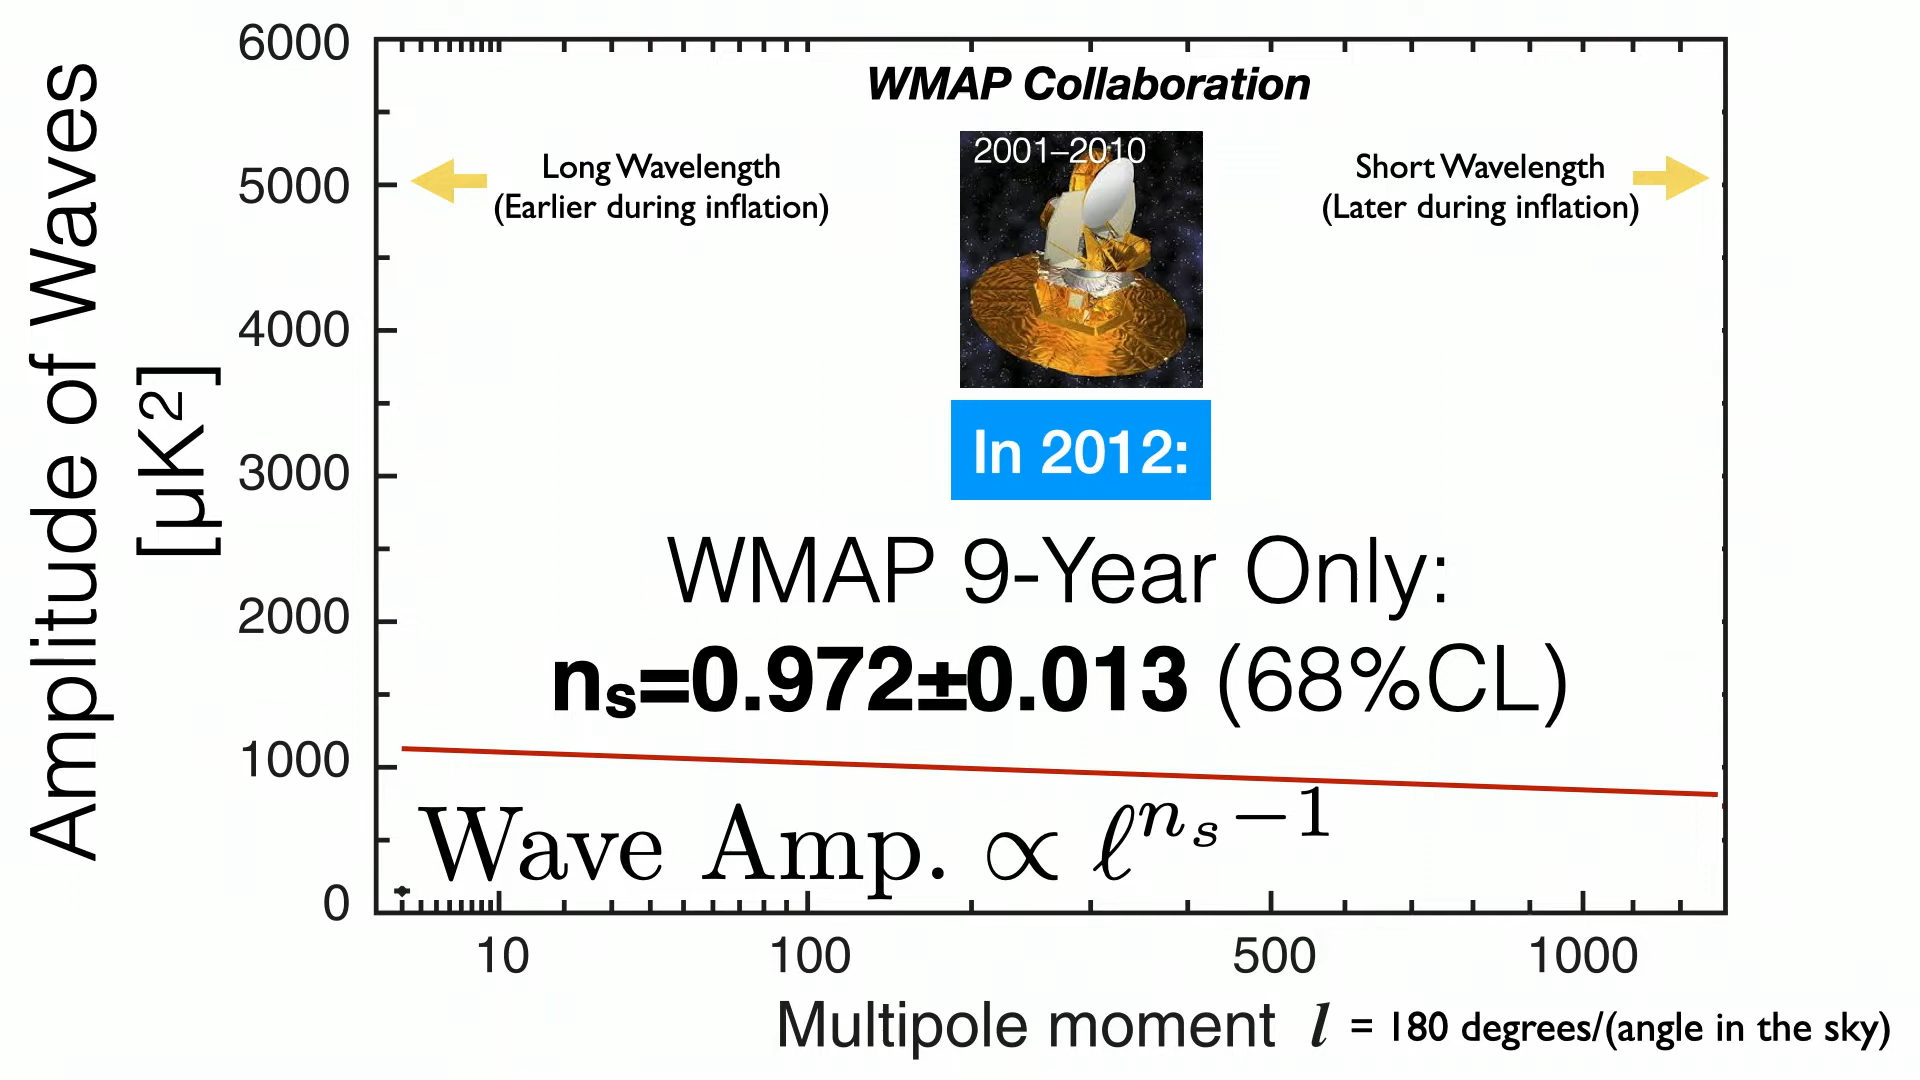 Amplitude of Waves
[μK²]
6000
5000
4000
3000
2000
1000
0
WMAP Collaboration
2001–2010
Long Wavelength
(Earlier during inflation)
Short Wavelength
(Later during inflation)
In 2012:
WMAP 9-Year Only:
nₛ=0.972±0.013 (68%CL)
Wave Amp. ∝ ℓ^{n_s−1}
10 100 500 1000
Multipole moment l = 180 degrees/(angle in the sky)